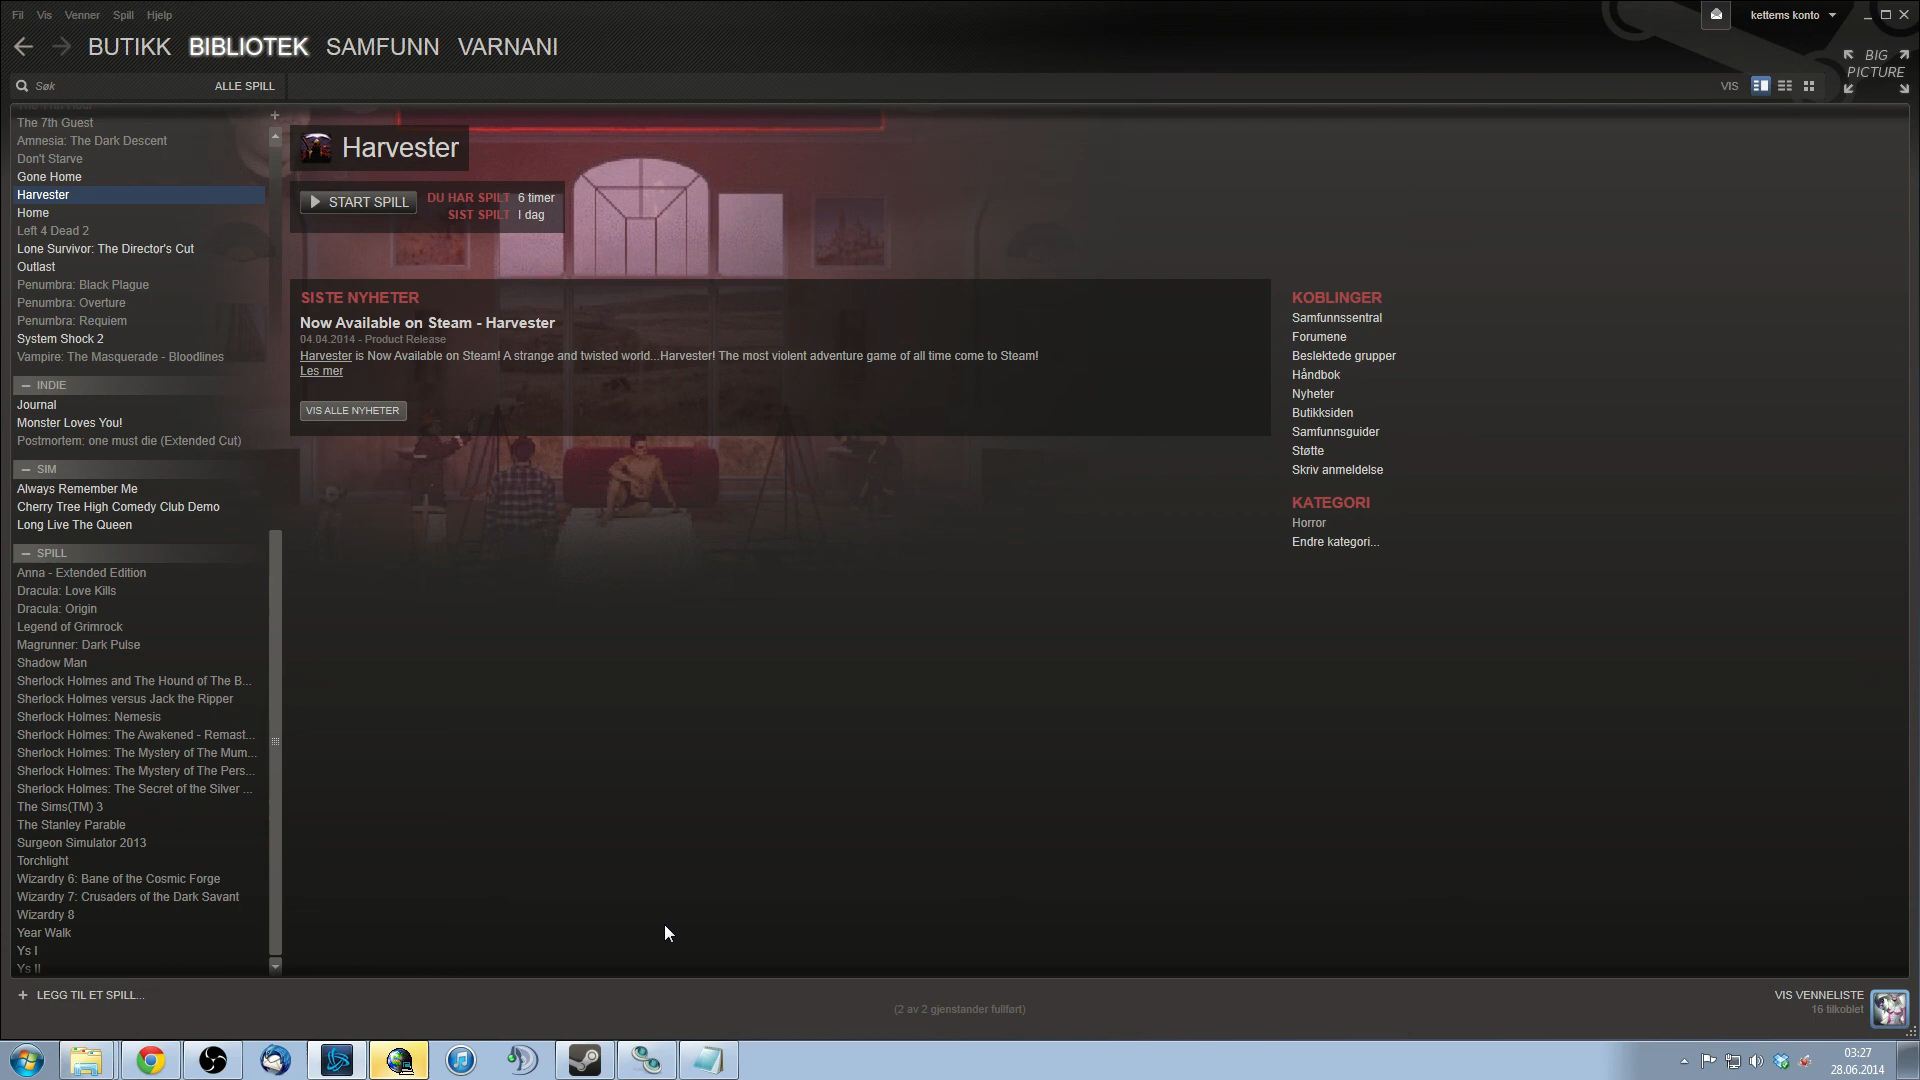 Fil Vis Venner Spill Hjelp
kettems konto
BUTIKK BIBLIOTEK SAMFUNN VARNANI
BIG PICTURE
Søk
ALLE SPILL
VIS
The 7th Guest
Amnesia: The Dark Descent
Don't Starve
Gone Home
Harvester
Home
Left 4 Dead 2
Lone Survivor: The Director's Cut
Outlast
Penumbra: Black Plague
Penumbra: Overture
Penumbra: Requiem
System Shock 2
Vampire: The Masquerade - Bloodlines
INDIE
Journal
Monster Loves You!
Postmortem: one must die (Extended Cut)
SIM
Always Remember Me
Cherry Tree High Comedy Club Demo
Long Live The Queen
SPILL
Anna - Extended Edition
Dracula: Love Kills
Dracula: Origin
Legend of Grimrock
Magrunner: Dark Pulse
Shadow Man
Sherlock Holmes and The Hound of The B...
Sherlock Holmes versus Jack the Ripper
Sherlock Holmes: Nemesis
Sherlock Holmes: The Awakened - Remast...
Sherlock Holmes: The Mystery of The Mum...
Sherlock Holmes: The Mystery of The Pers...
Sherlock Holmes: The Secret of the Silver ...
The Sims(TM) 3
The Stanley Parable
Surgeon Simulator 2013
Torchlight
Wizardry 6: Bane of the Cosmic Forge
Wizardry 7: Crusaders of the Dark Savant
Wizardry 8
Year Walk
Ys I
Ys II
Harvester
START SPILL
DU HAR SPILT 6 timer
SIST SPILT I dag
SISTE NYHETER
Now Available on Steam - Harvester
04.04.2014 - Product Release
Harvester is Now Available on Steam! A strange and twisted world...Harvester! The most violent adventure game of all time come to Steam!
Les mer
VIS ALLE NYHETER
KOBLINGER
Samfunnssentral
Forumene
Beslektede grupper
Håndbok
Nyheter
Butikksiden
Samfunnsguider
Støtte
Skriv anmeldelse
KATEGORI
Horror
Endre kategori...
LEGG TIL ET SPILL...
(2 av 2 gjenstander fullført)
VIS VENNELISTE
16 tilkoblet
03:27
28.06.2014